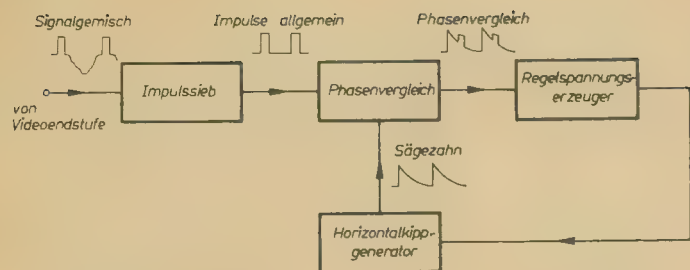 Signalgemisch
Impulse allgemein
Phasenvergleich
von
Videoendstufe
Impulssieb
Phasenvergleich
Regelspannungs-
erzeuger
Sägezahn
Horizontalkipp-
generator